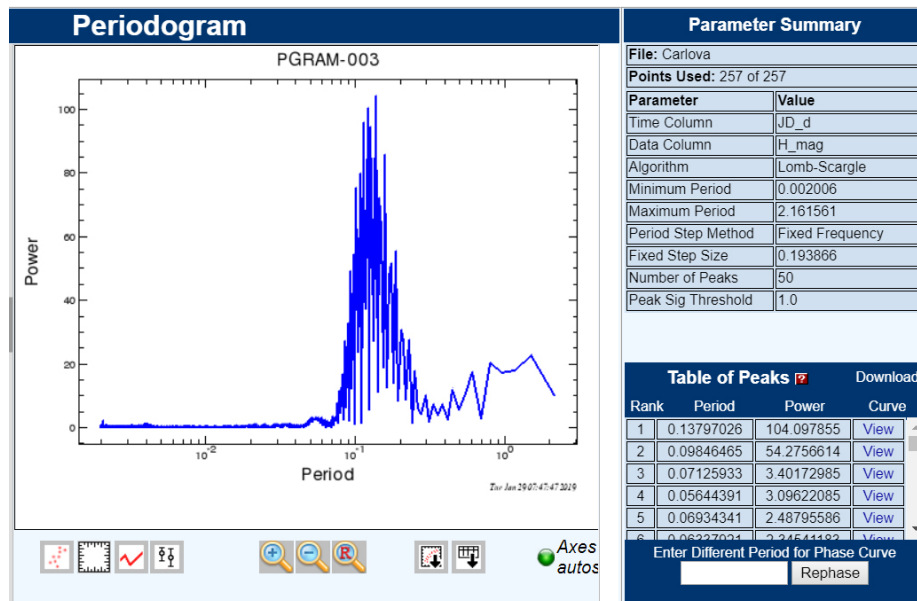 Periodogram
PGRAM-003
100
80
60
40
20
0
Power
10-2
10-1
100
Period
Tue Jan 29 07:47:47 2019
Axes
autos
Parameter Summary
File: Carlova
Points Used: 257 of 257
Parameter Value
Time Column JD_d
Data Column H_mag
Algorithm Lomb-Scargle
Minimum Period 0.002006
Maximum Period 2.161561
Period Step Method Fixed Frequency
Fixed Step Size 0.193866
Number of Peaks 50
Peak Sig Threshold 1.0
Table of Peaks ? Download
Rank Period Power Curve
1 0.13797026 104.097855 View
2 0.09846465 54.2756614 View
3 0.07125933 3.40172985 View
4 0.05644391 3.09622085 View
5 0.06934341 2.48795586 View
Enter Different Period for Phase Curve
Rephase